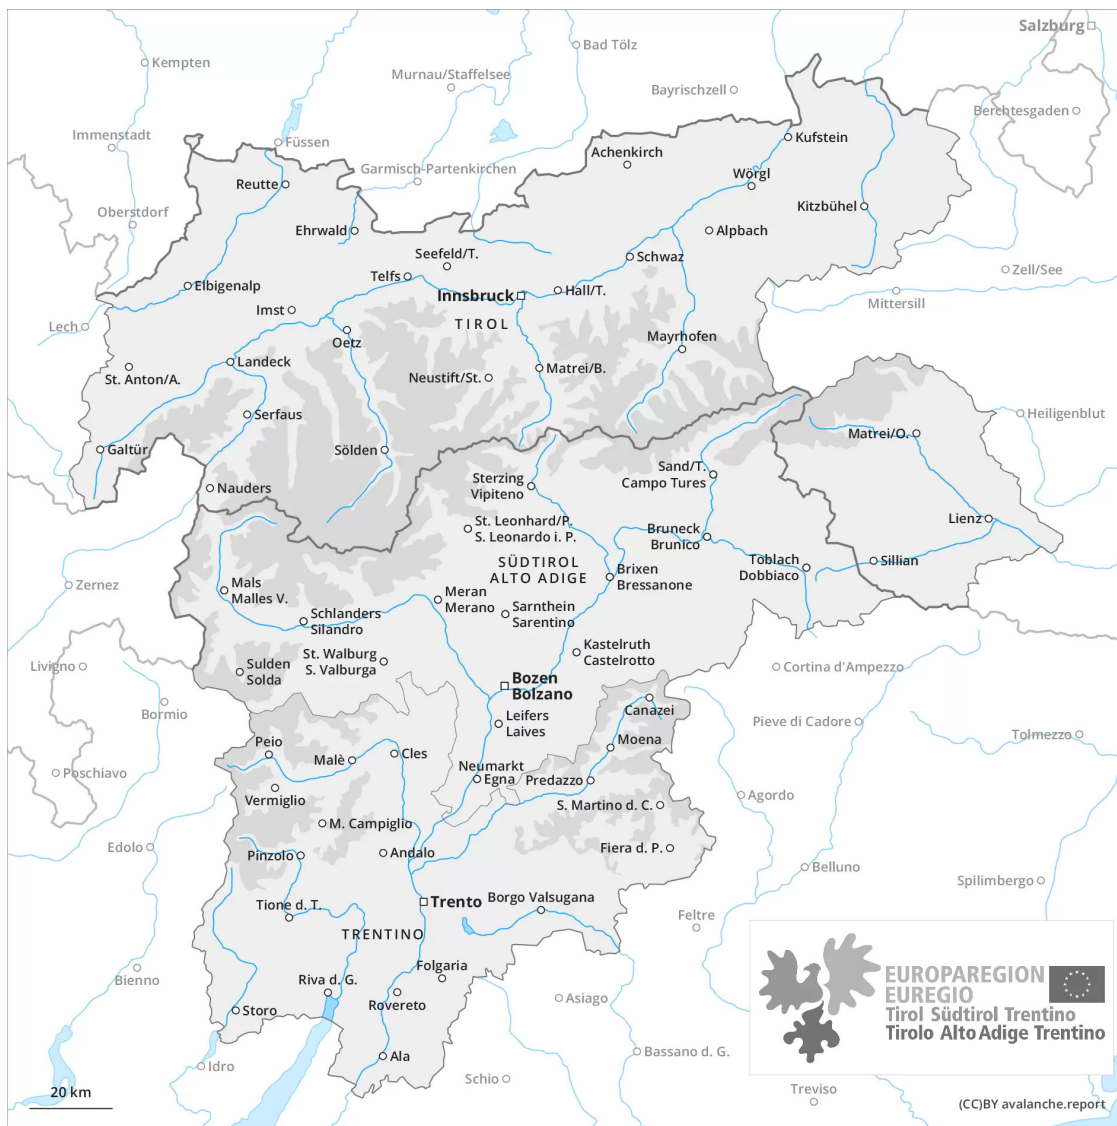 Salzburg
Bad Tölz
Kempten
Murnau/Staffelsee
Bayrischzell
Berchtesgaden
Immenstadt
Füssen
Kufstein
Achenkirch
Garmisch-Partenkirchen
Wörgl
Reutte
Kitzbühel
Oberstdorf
Ehrwald
Alpbach
Seefeld/T.
Schwaz
Zell/See
Telfs
Elbigenalp
Hall/T.
Innsbruck
Mittersill
Imst
TIROL
Lech
Oetz
Mayrhofen
Landeck
Matrei/B.
St. Anton/A.
Neustift/St.
Serfaus
Heiligenblut
Matrei/O.
Galtür
Sölden
Sand/T.
Campo Tures
Sterzing
Vipiteno
Nauders
St. Leonhard/P.
S. Leonardo i. P.
Lienz
Bruneck
Brunico
SÜDTIROL
ALTO ADIGE
Toblach
Dobbiaco
Sillian
Brixen
Bressanone
Zernez
Mals
Malles V.
Meran
Merano
Sarnthein
Sarentino
Schlanders
Silandro
Kastelruth
Castelrotto
St. Walburg
S. Valburga
Livigno
Sulden
Solda
Cortina d'Ampezzo
Bozen
Bolzano
Bormio
Canazei
Leifers
Laives
Pieve di Cadore
Tolmezzo
Moena
Peio
Cles
Malè
Neumarkt
Egna
Predazzo
Poschiavo
Vermiglio
Agordo
S. Martino d. C.
M. Campiglio
Edolo
Pinzolo
Andalo
Fiera d. P.
Belluno
Spilimbergo
Trento
Borgo Valsugana
Tione d. T.
Feltre
TRENTINO
Folgaria
Bienno
Riva d. G.
Rovereto
Asiago
Storo
EUROPAREGION
EUREGIO
Tirol Südtirol Trentino
Tirolo Alto Adige Trentino
Ala
Bassano d. G.
Idro
Schio
Treviso
20 km
(CC)BY avalanche.report